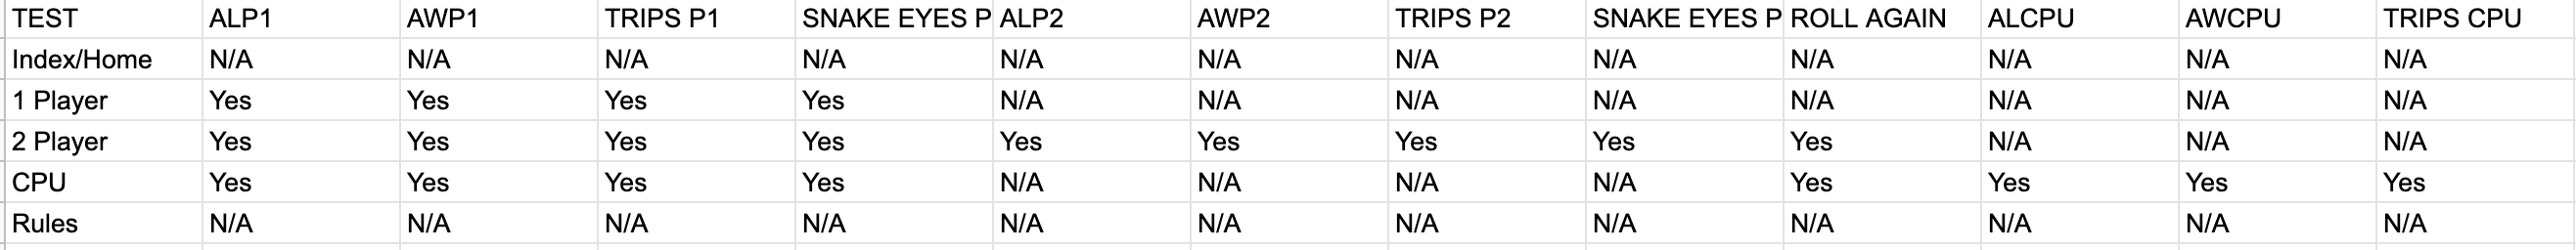 TEST ALP1 AWP1 TRIPS P1 SNAKE EYES P ALP2 AWP2 TRIPS P2 SNAKE EYES P ROLL AGAIN ALCPU AWCPU TRIPS CPU
Index/Home N/A N/A N/A N/A N/A N/A N/A N/A N/A N/A N/A N/A
1 Player Yes Yes Yes Yes N/A N/A N/A N/A N/A N/A N/A N/A
2 Player Yes Yes Yes Yes Yes Yes Yes Yes Yes N/A N/A N/A
CPU Yes Yes Yes Yes N/A N/A N/A N/A Yes Yes Yes Yes
Rules N/A N/A N/A N/A N/A N/A N/A N/A N/A N/A N/A N/A